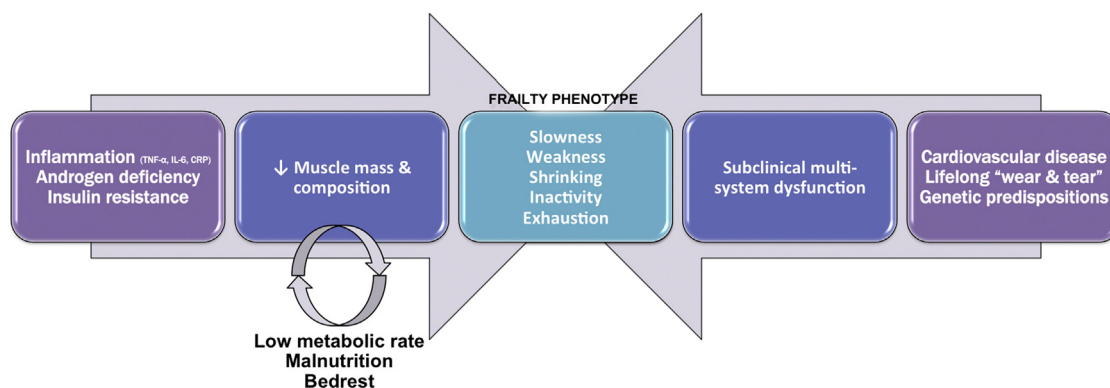 FRAILTY PHENOTYPE
Inflammation (TNF-α, IL-6, CRP)
Androgen deficiency
Insulin resistance
↓ Muscle mass &
composition
Slowness
Weakness
Shrinking
Inactivity
Exhaustion
Subclinical multi-
system dysfunction
Cardiovascular disease
Lifelong “wear & tear”
Genetic predispositions
Low metabolic rate
Malnutrition
Bedrest